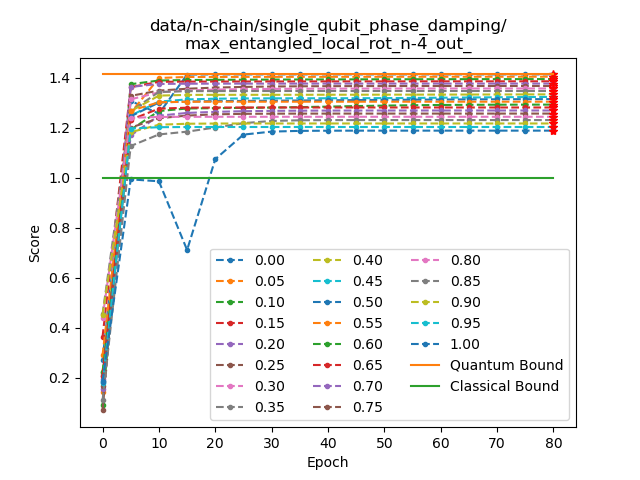 data/n-chain/single_qubit_phase_damping/
max_entangled_local_rot_n-4_out_
Score
1.4
1.2
1.0
0.8
0.6
0.4
0.2
0.00 0.40 0.80
0.05 0.45 0.85
0.10 0.50 0.90
0.15 0.55 0.95
0.20 0.60 1.00
0.25 0.65 Quantum Bound
0.30 0.70 Classical Bound
0.35 0.75
0 10 20 30 40 50 60 70 80
Epoch